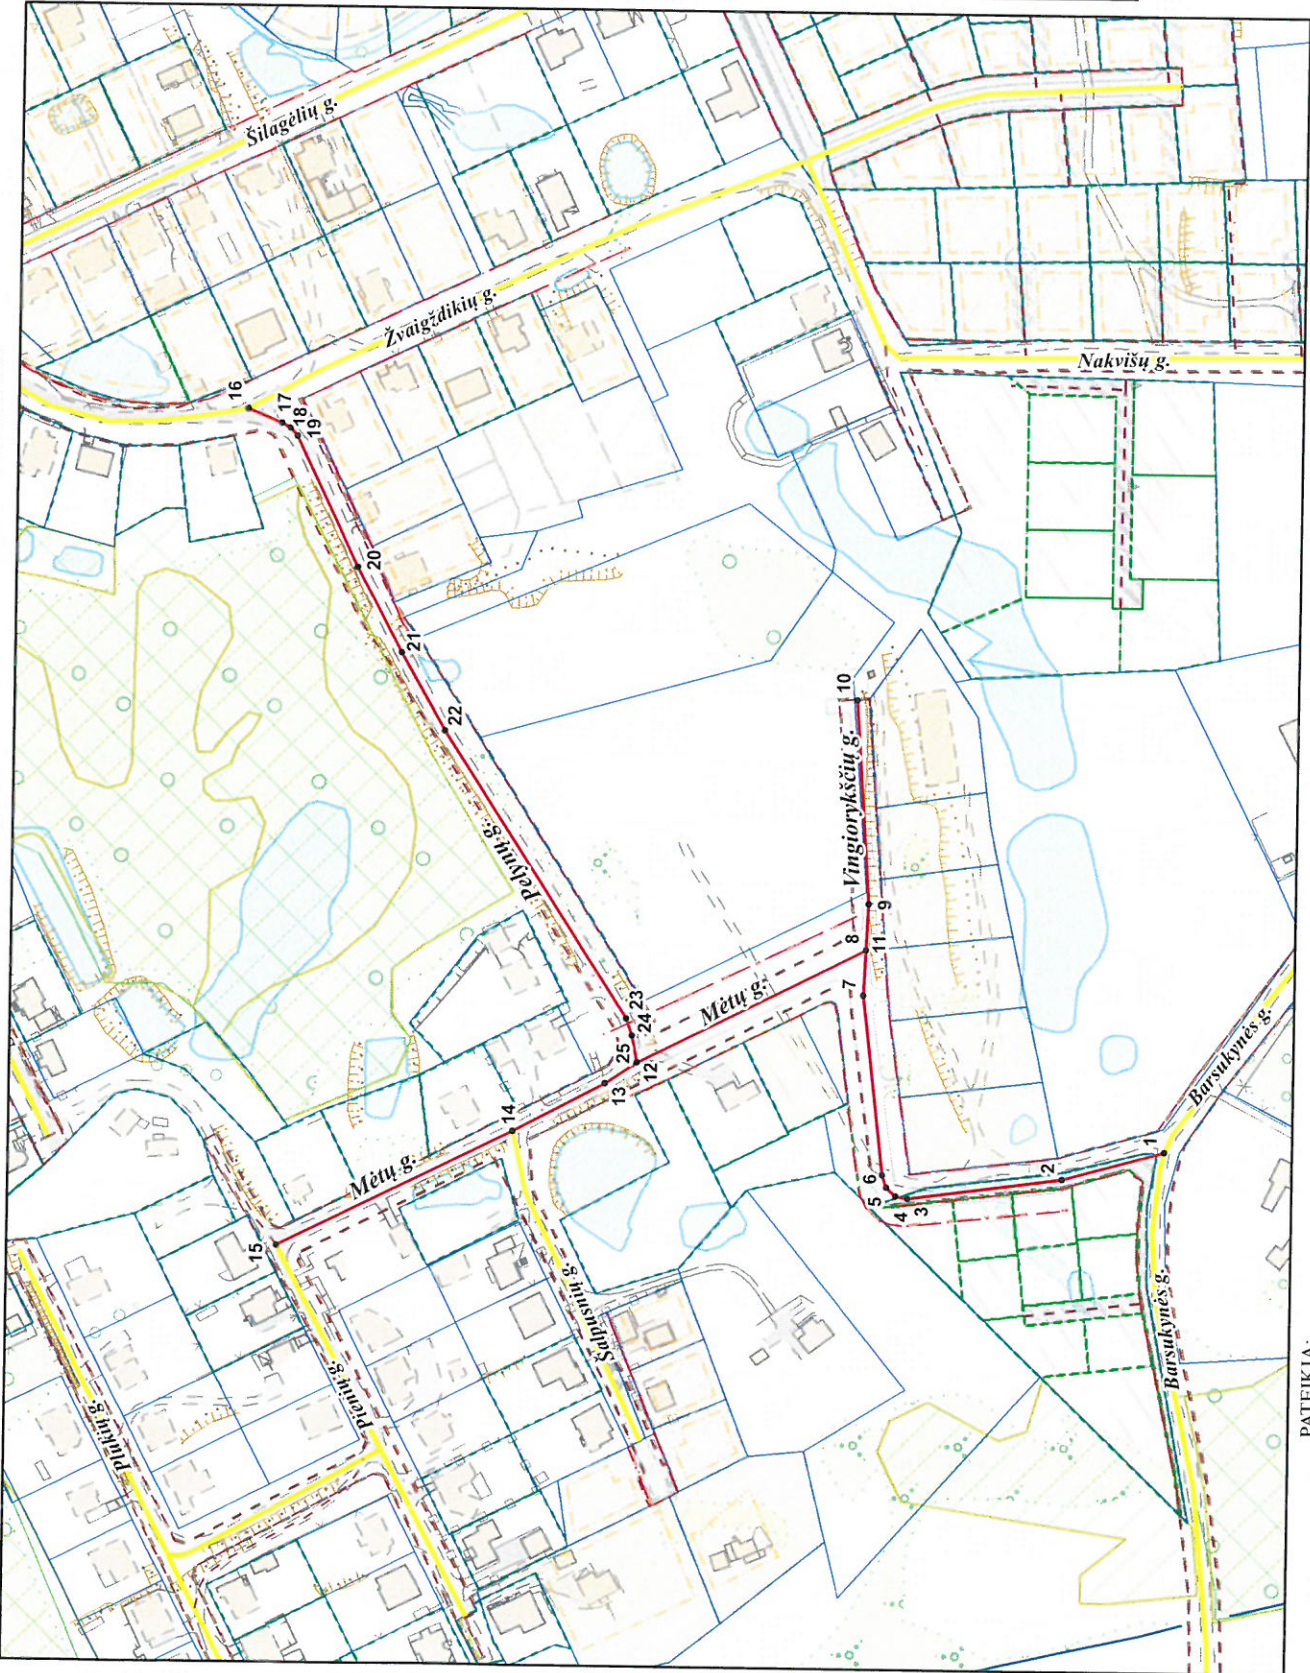 Šilagėlių g.
Žvaigždikių g.
16
17
18
19
20
21
22
Nakvišų g.
10
Vingiorykščių g.
Pelynų g.
9
8
11
7
Mėtų g.
23
24
25
12
13
14
Mėtų g.
15
Barsukynės g.
1
2
3
4
5
6
Barsukynės g.
Šalpusnių g.
Pienių g.
Plukių g.
PATEIKIA: